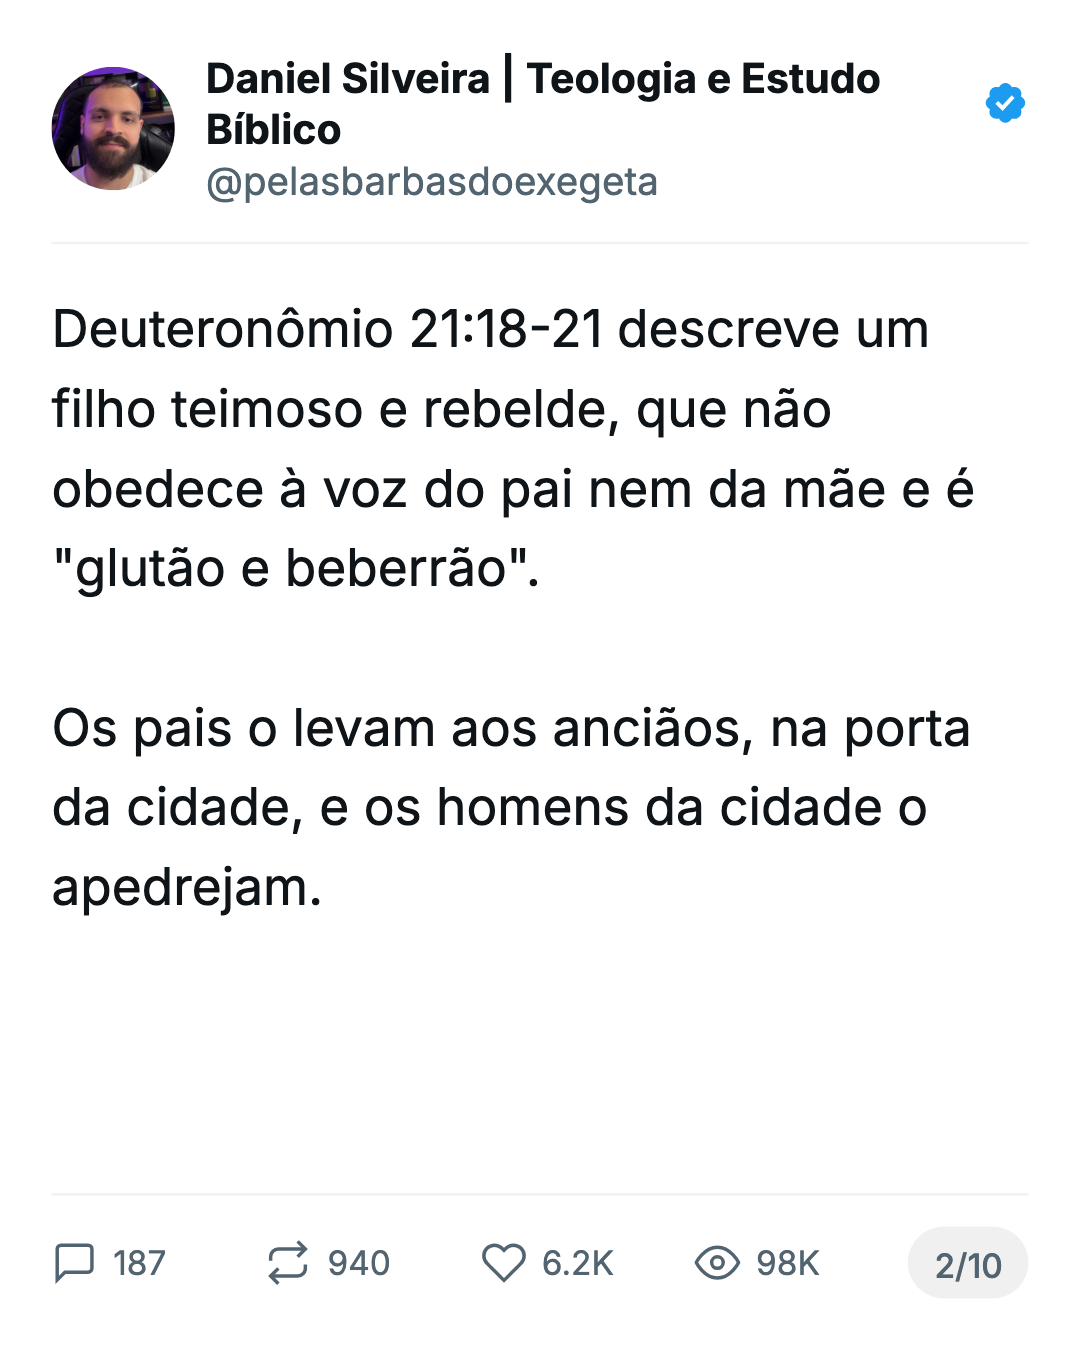 Daniel Silveira | Teologia e Estudo
Bíblico
@pelasbarbasdoexegeta
Deuteronômio 21:18-21 descreve um
filho teimoso e rebelde, que não
obedece à voz do pai nem da mãe e é
"glutão e beberrão".
Os pais o levam aos anciãos, na porta
da cidade, e os homens da cidade o
apedrejam.
187 940 6.2K 98K 2/10